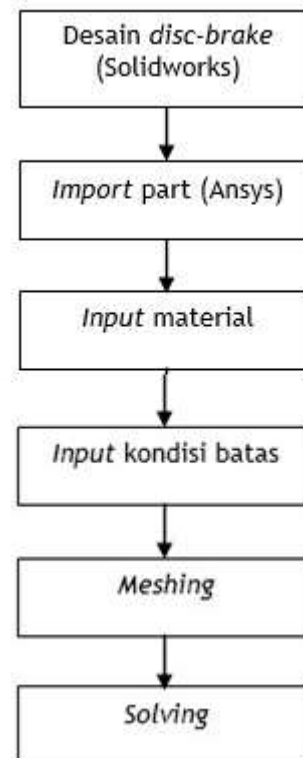 Desain disc-brake
(Solidworks)
Import part (Ansys)
Input material
Input kondisi batas
Meshing
Solving